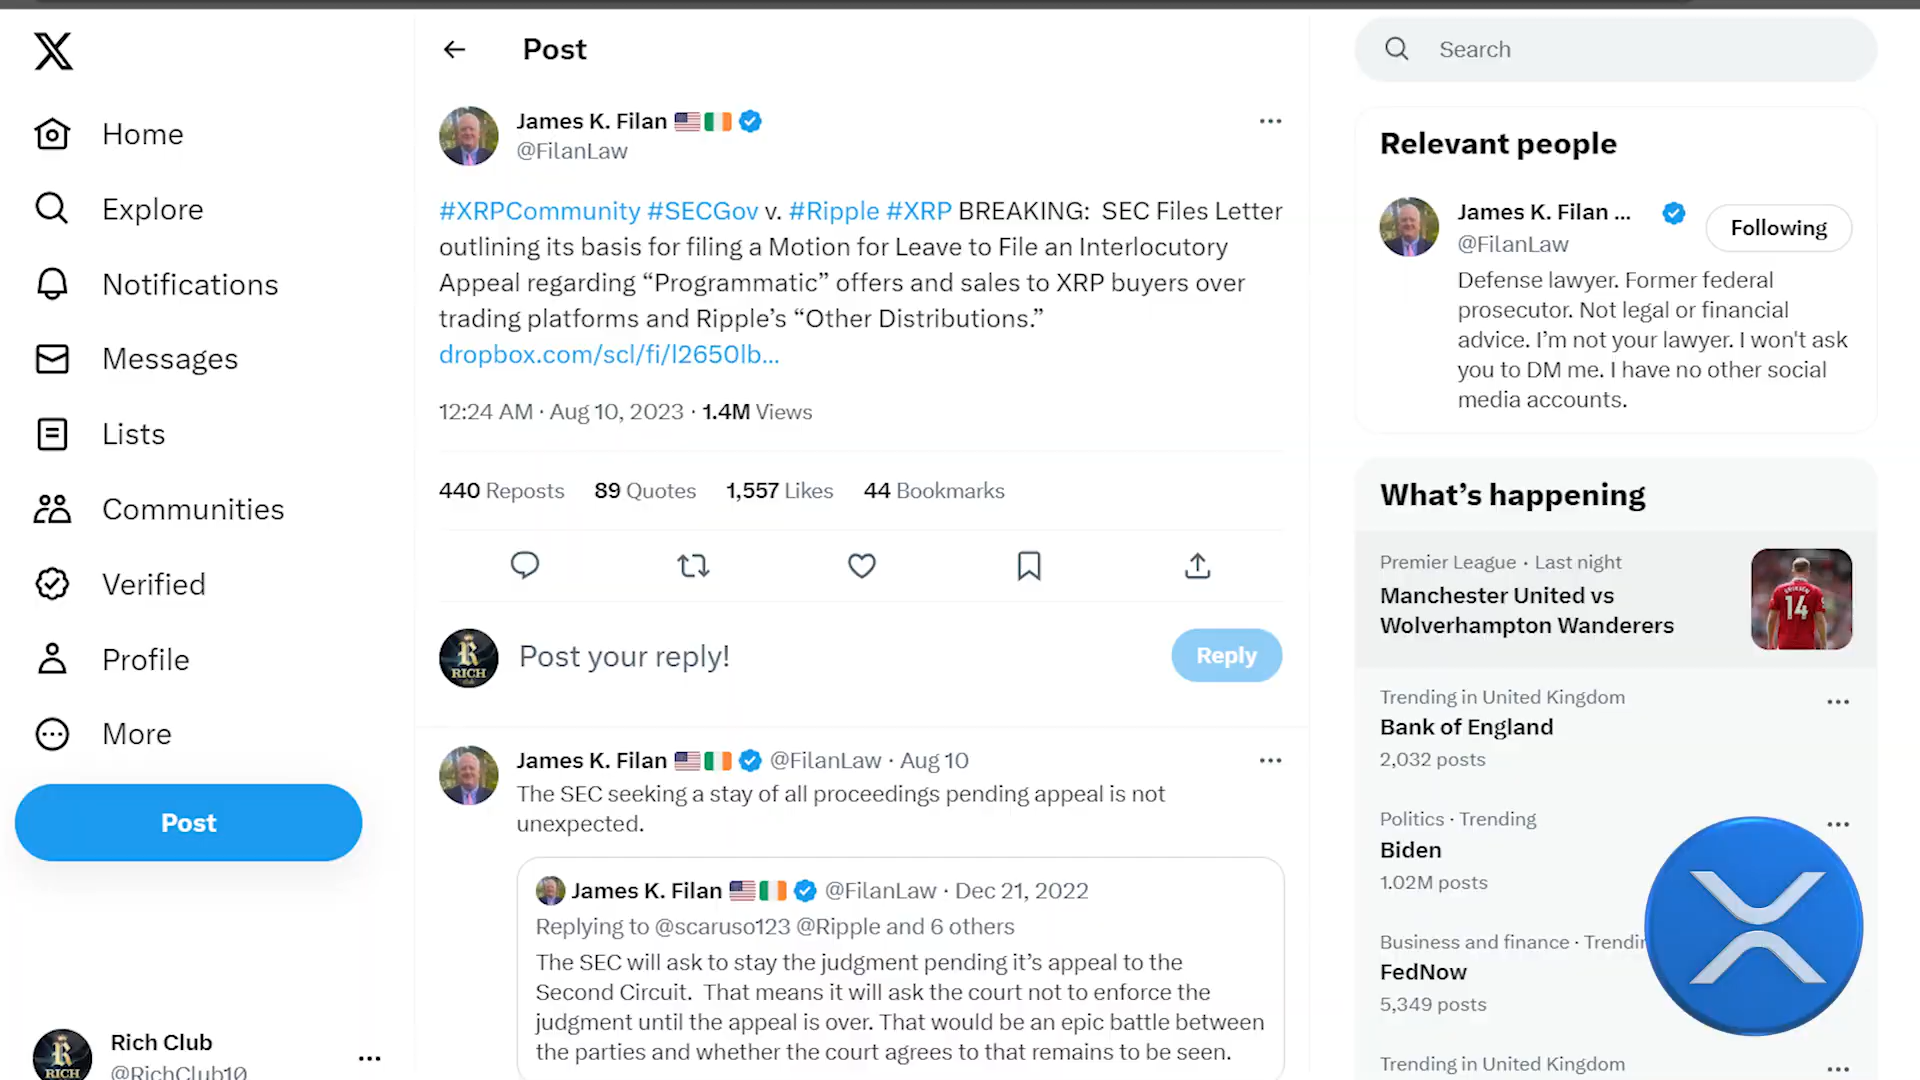 Home
Explore
Notifications
Messages
Lists
Communities
Verified
Profile
More
Post
Rich Club
@RichClub10
Post
James K. Filan
@FilanLaw
#XRPCommunity #SECGov v. #Ripple #XRP BREAKING: SEC Files Letter
outlining its basis for filing a Motion for Leave to File an Interlocutory
Appeal regarding “Programmatic” offers and sales to XRP buyers over
trading platforms and Ripple’s “Other Distributions.”
dropbox.com/scl/fi/l2650lb...
12:24 AM · Aug 10, 2023 · 1.4M Views
440 Reposts 89 Quotes 1,557 Likes 44 Bookmarks
RICH
Post your reply!
Reply
James K. Filan @FilanLaw · Aug 10
The SEC seeking a stay of all proceedings pending appeal is not
unexpected.
James K. Filan @FilanLaw · Dec 21, 2022
Replying to @scaruso123 @Ripple and 6 others
The SEC will ask to stay the judgment pending it’s appeal to the
Second Circuit. That means it will ask the court not to enforce the
judgment until the appeal is over. That would be an epic battle between
the parties and whether the court agrees to that remains to be seen.
Search
Relevant people
James K. Filan ...
@FilanLaw
Following
Defense lawyer. Former federal
prosecutor. Not legal or financial
advice. I’m not your lawyer. I won't ask
you to DM me. I have no other social
media accounts.
What’s happening
Premier League · Last night
Manchester United vs
Wolverhampton Wanderers
ERIKSEN
14
Trending in United Kingdom
Bank of England
2,032 posts
Politics · Trending
Biden
1.02M posts
Business and finance · Trendin
FedNow
5,349 posts
Trending in United Kingdom
RICH